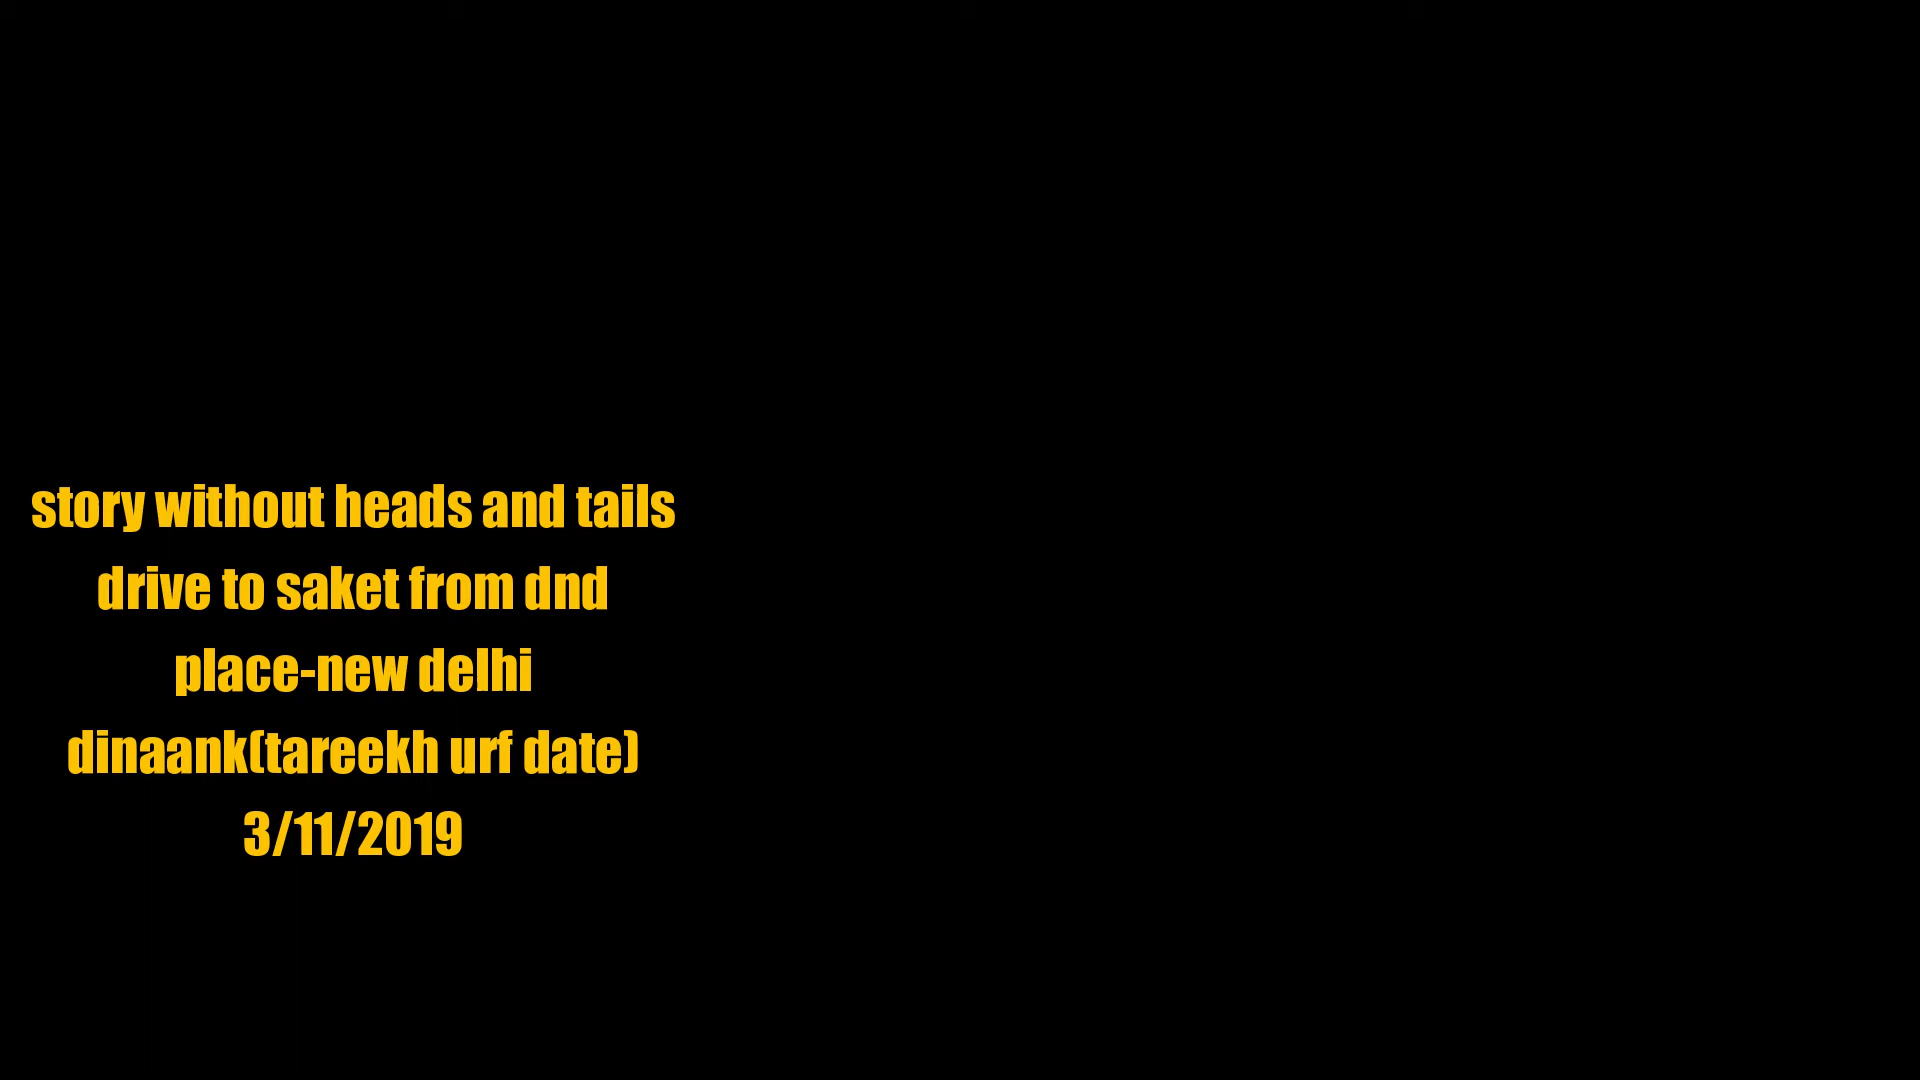 story without heads and tails
drive to saket from dnd
place-new delhi
dinaank(tareekh urf date)
3/11/2019